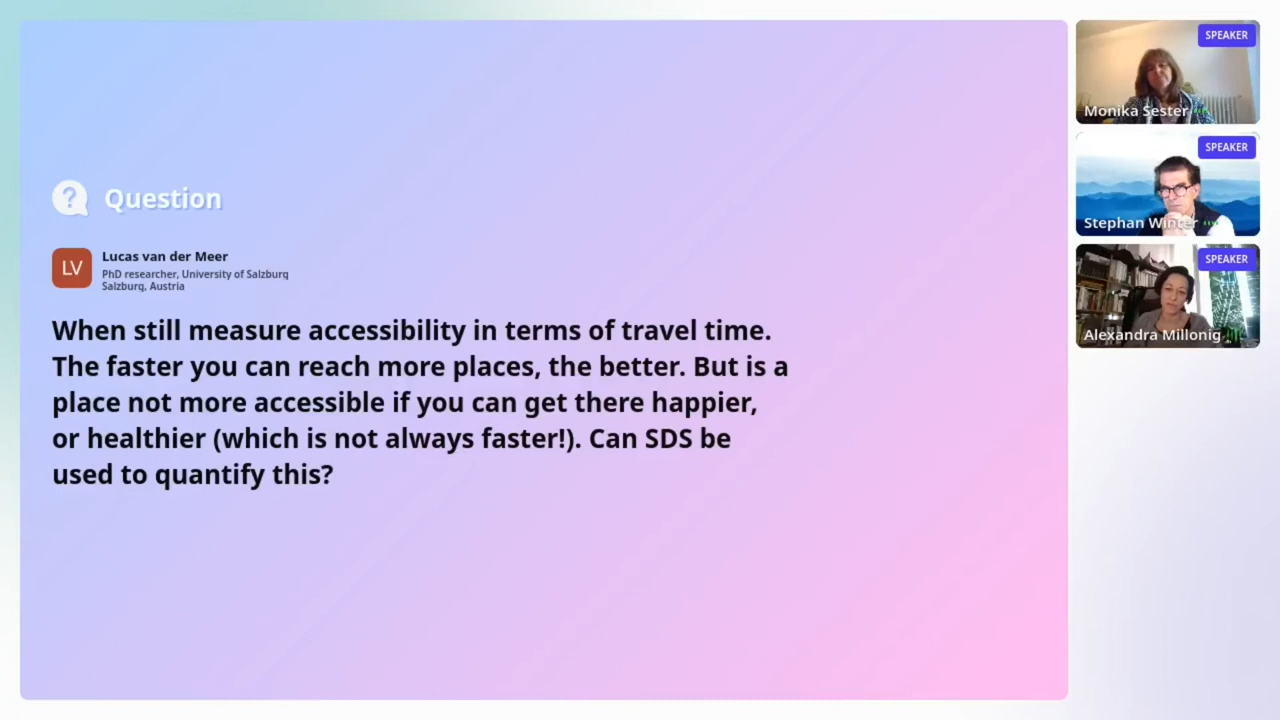 Question
LV
Lucas van der Meer
PhD researcher, University of Salzburg
Salzburg, Austria
When still measure accessibility in terms of travel time.
The faster you can reach more places, the better. But is a
place not more accessible if you can get there happier,
or healthier (which is not always faster!). Can SDS be
used to quantify this?
SPEAKER
Monika Sester
SPEAKER
Stephan Winter
SPEAKER
Alexandra Millonig